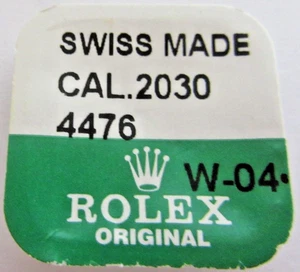 SWISS MADE
CAL.2030
4476
W-04
ROLEX
ORIGINAL